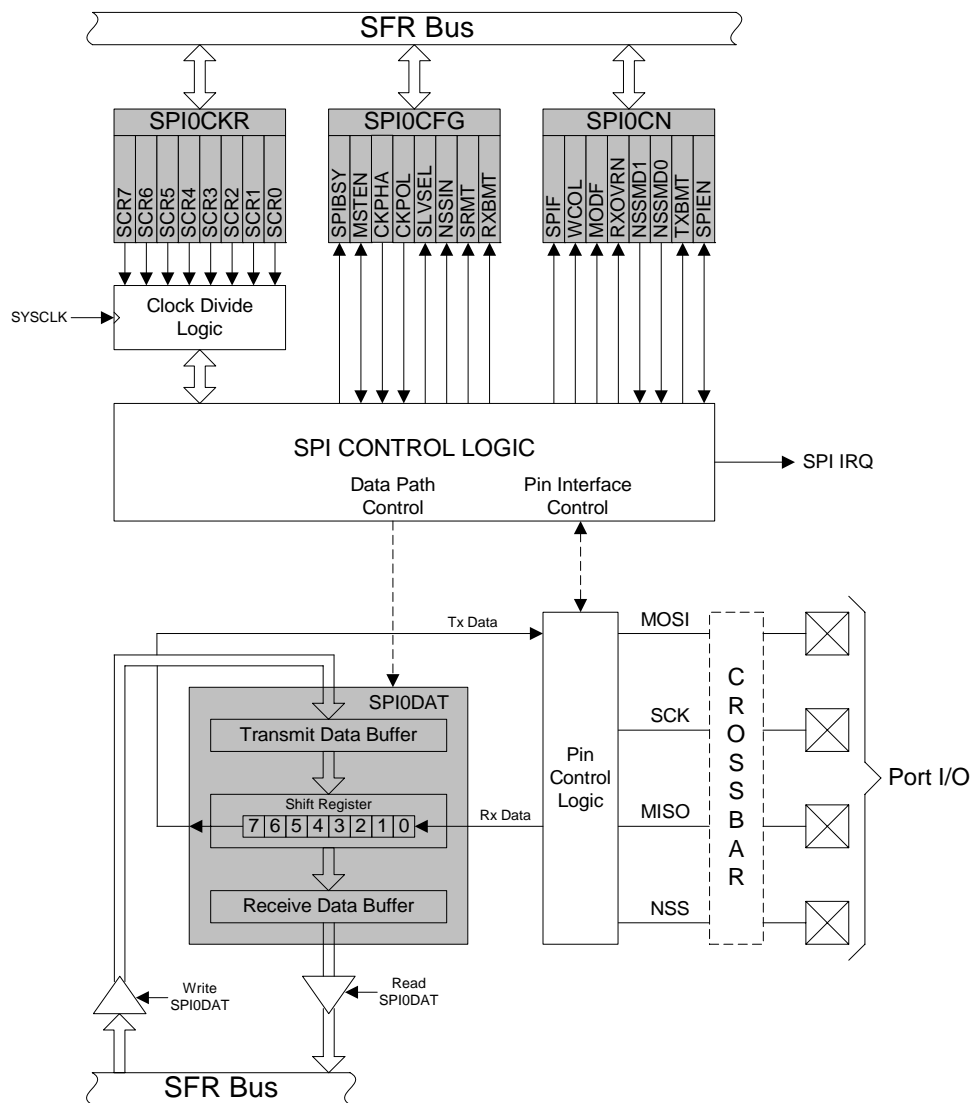 SFR Bus
SPI0CKR
SPI0CFG
SPI0CN
SCR7
SCR6
SCR5
SCR4
SCR3
SCR2
SCR1
SCR0
SPIBSY
MSTEN
CKPHA
CKPOL
SLVSEL
NSSIN
SRMT
RXBMT
SPIF
WCOL
MODF
RXOVRN
NSSMD1
NSSMD0
TXBMT
SPIEN
SYSCLK
Clock Divide
Logic
SPI CONTROL LOGIC
SPI IRQ
Data Path
Control
Pin Interface
Control
Tx Data
MOSI
SPI0DAT
Transmit Data Buffer
SCK
Shift Register
7 6 5 4 3 2 1 0
Rx Data
Pin
Control
Logic
MISO
CROSSBAR
Port I/O
Receive Data Buffer
NSS
Write
SPI0DAT
Read
SPI0DAT
SFR Bus